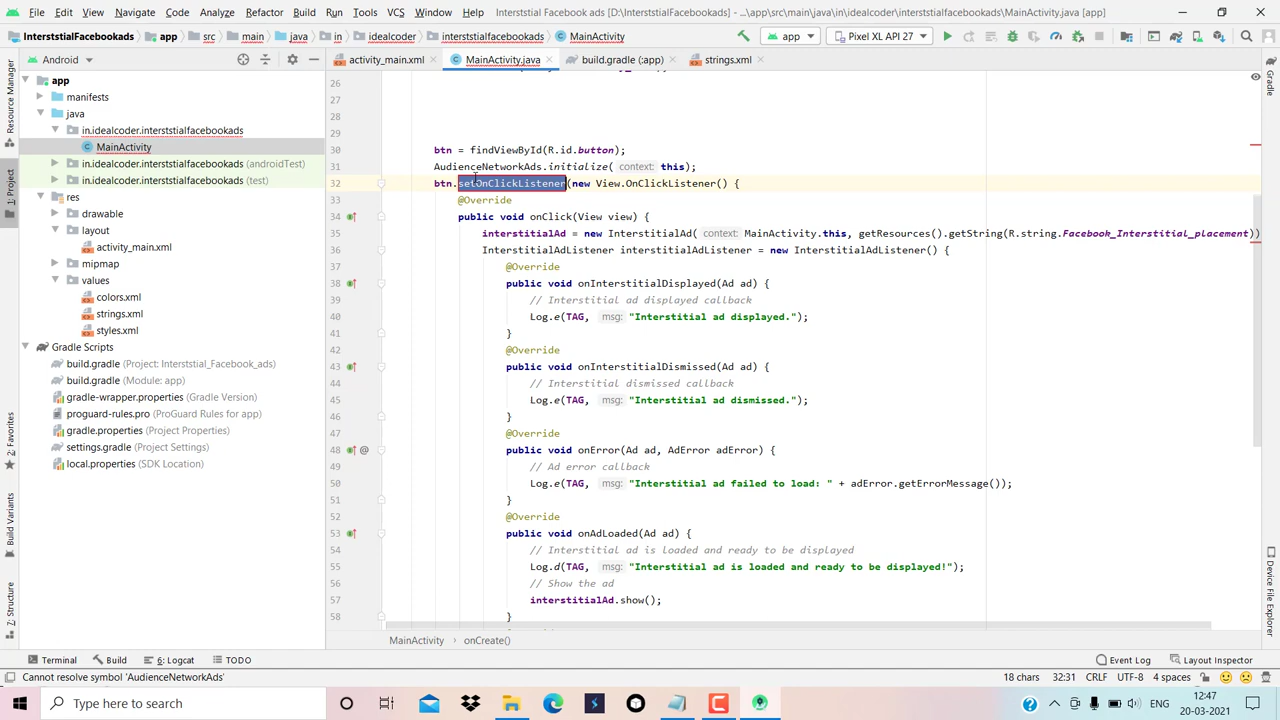 File Edit View Navigate Code Analyze Refactor Build Run Tools VCS Window Help Interststial Facebook ads [D:\InterststialFacebookads] - ...\app\src\main\java\in\idealcoder\interststialfacebookads\MainActivity.java [app]
InterststialFacebookads app src main java in idealcoder interststialfacebookads MainActivity app Pixel XL API 27
Android activity_main.xml MainActivity.java build.gradle (:app) strings.xml
Resource Manager
1: Project
2: Favorites
Build Variants
7: Structure
app
manifests
java
in.idealcoder.interststialfacebookads
MainActivity
in.idealcoder.interststialfacebookads (androidTest)
in.idealcoder.interststialfacebookads (test)
res
drawable
layout
activity_main.xml
mipmap
values
colors.xml
strings.xml
styles.xml
Gradle Scripts
build.gradle (Project: Interststial_Facebook_ads)
build.gradle (Module: app)
gradle-wrapper.properties (Gradle Version)
proguard-rules.pro (ProGuard Rules for app)
gradle.properties (Project Properties)
settings.gradle (Project Settings)
local.properties (SDK Location)
26
27
28
29
30 btn = findViewById(R.id.button);
31 AudienceNetworkAds.initialize( context: this);
32 btn.setOnClickListener(new View.OnClickListener() {
33 @Override
34 public void onClick(View view) {
35 interstitialAd = new InterstitialAd( context: MainActivity.this, getResources().getString(R.string.Facebook_Interstitial_placement))
36 InterstitialAdListener interstitialAdListener = new InterstitialAdListener() {
37 @Override
38 public void onInterstitialDisplayed(Ad ad) {
39 // Interstitial ad displayed callback
40 Log.e(TAG, msg: "Interstitial ad displayed.");
41 }
42 @Override
43 public void onInterstitialDismissed(Ad ad) {
44 // Interstitial dismissed callback
45 Log.e(TAG, msg: "Interstitial ad dismissed.");
46 }
47 @Override
48 @ public void onError(Ad ad, AdError adError) {
49 // Ad error callback
50 Log.e(TAG, msg: "Interstitial ad failed to load: " + adError.getErrorMessage());
51 }
52 @Override
53 public void onAdLoaded(Ad ad) {
54 // Interstitial ad is loaded and ready to be displayed
55 Log.d(TAG, msg: "Interstitial ad is loaded and ready to be displayed!");
56 // Show the ad
57 interstitialAd.show();
58 }
Gradle
Device File Explorer
MainActivity onCreate()
Terminal Build 6: Logcat TODO Event Log Layout Inspector
Cannot resolve symbol 'AudienceNetworkAds' 18 chars 32:31 CRLF UTF-8 4 spaces
Type here to search ENG 12:47
20-03-2021